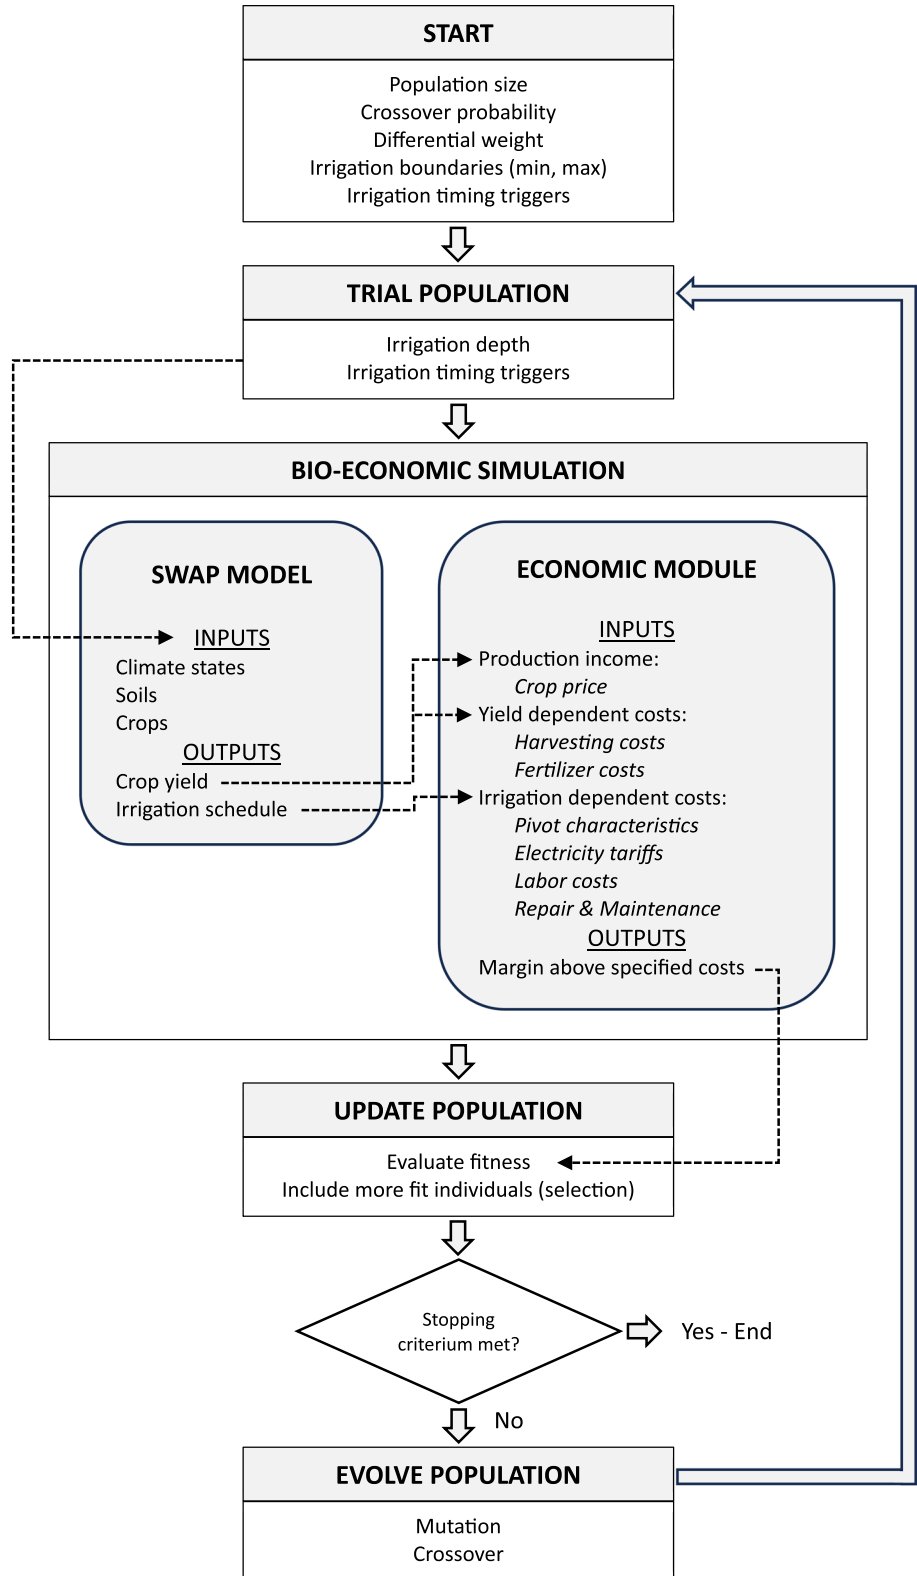 START
Population size
Crossover probability
Differential weight
Irrigation boundaries (min, max)
Irrigation timing triggers
TRIAL POPULATION
Irrigation depth
Irrigation timing triggers
BIO-ECONOMIC SIMULATION
SWAP MODEL
INPUTS
Climate states
Soils
Crops
OUTPUTS
Crop yield
Irrigation schedule
ECONOMIC MODULE
INPUTS
Production income:
Crop price
Yield dependent costs:
Harvesting costs
Fertilizer costs
Irrigation dependent costs:
Pivot characteristics
Electricity tariffs
Labor costs
Repair & Maintenance
OUTPUTS
Margin above specified costs
UPDATE POPULATION
Evaluate fitness
Include more fit individuals (selection)
Stopping
criterium met?
Yes - End
No
EVOLVE POPULATION
Mutation
Crossover